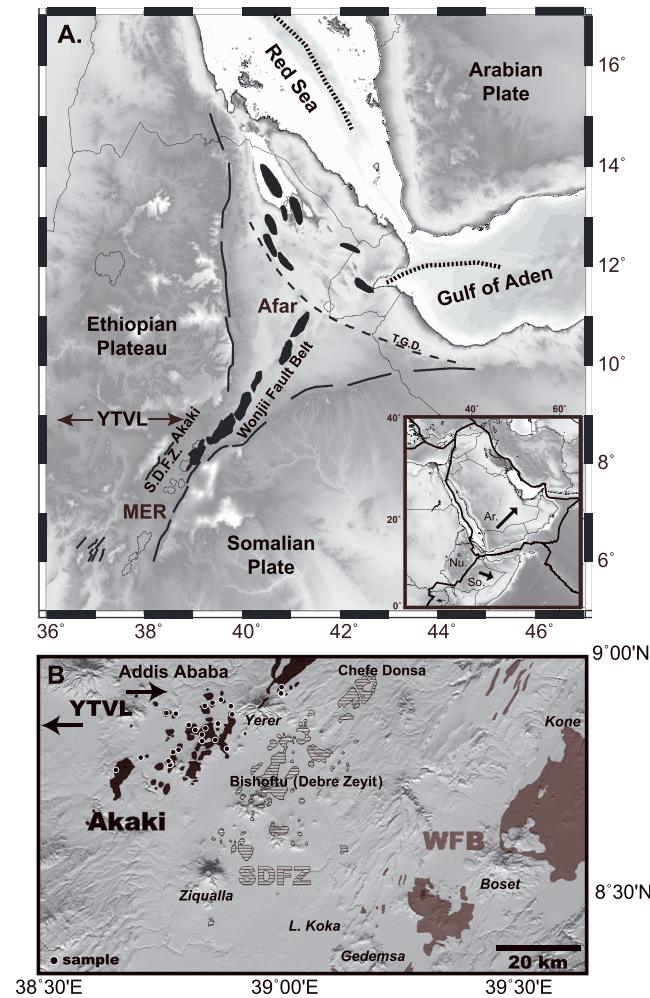 A.
Red Sea
Arabian
Plate
16°
14°
12°
10°
8°
6°
Afar
Gulf of Aden
Ethiopian
Plateau
T.G.D.
Wonji Fault Belt
YTVL
Akaki
S.D.F.Z.
MER
Somalian
Plate
40°
40°
60°
20°
0°
Ar.
Nu.
So.
36°
38°
40°
42°
44°
46°
B
9°00'N
Addis Ababa
Chefe Donsa
YTVL
Yerer
Kone
Bishoftu (Debre Zeyit)
Akaki
WFB
SDFZ
Boset
8°30'N
Ziqualla
L. Koka
Gedemsa
sample
20 km
38°30'E
39°00'E
39°30'E